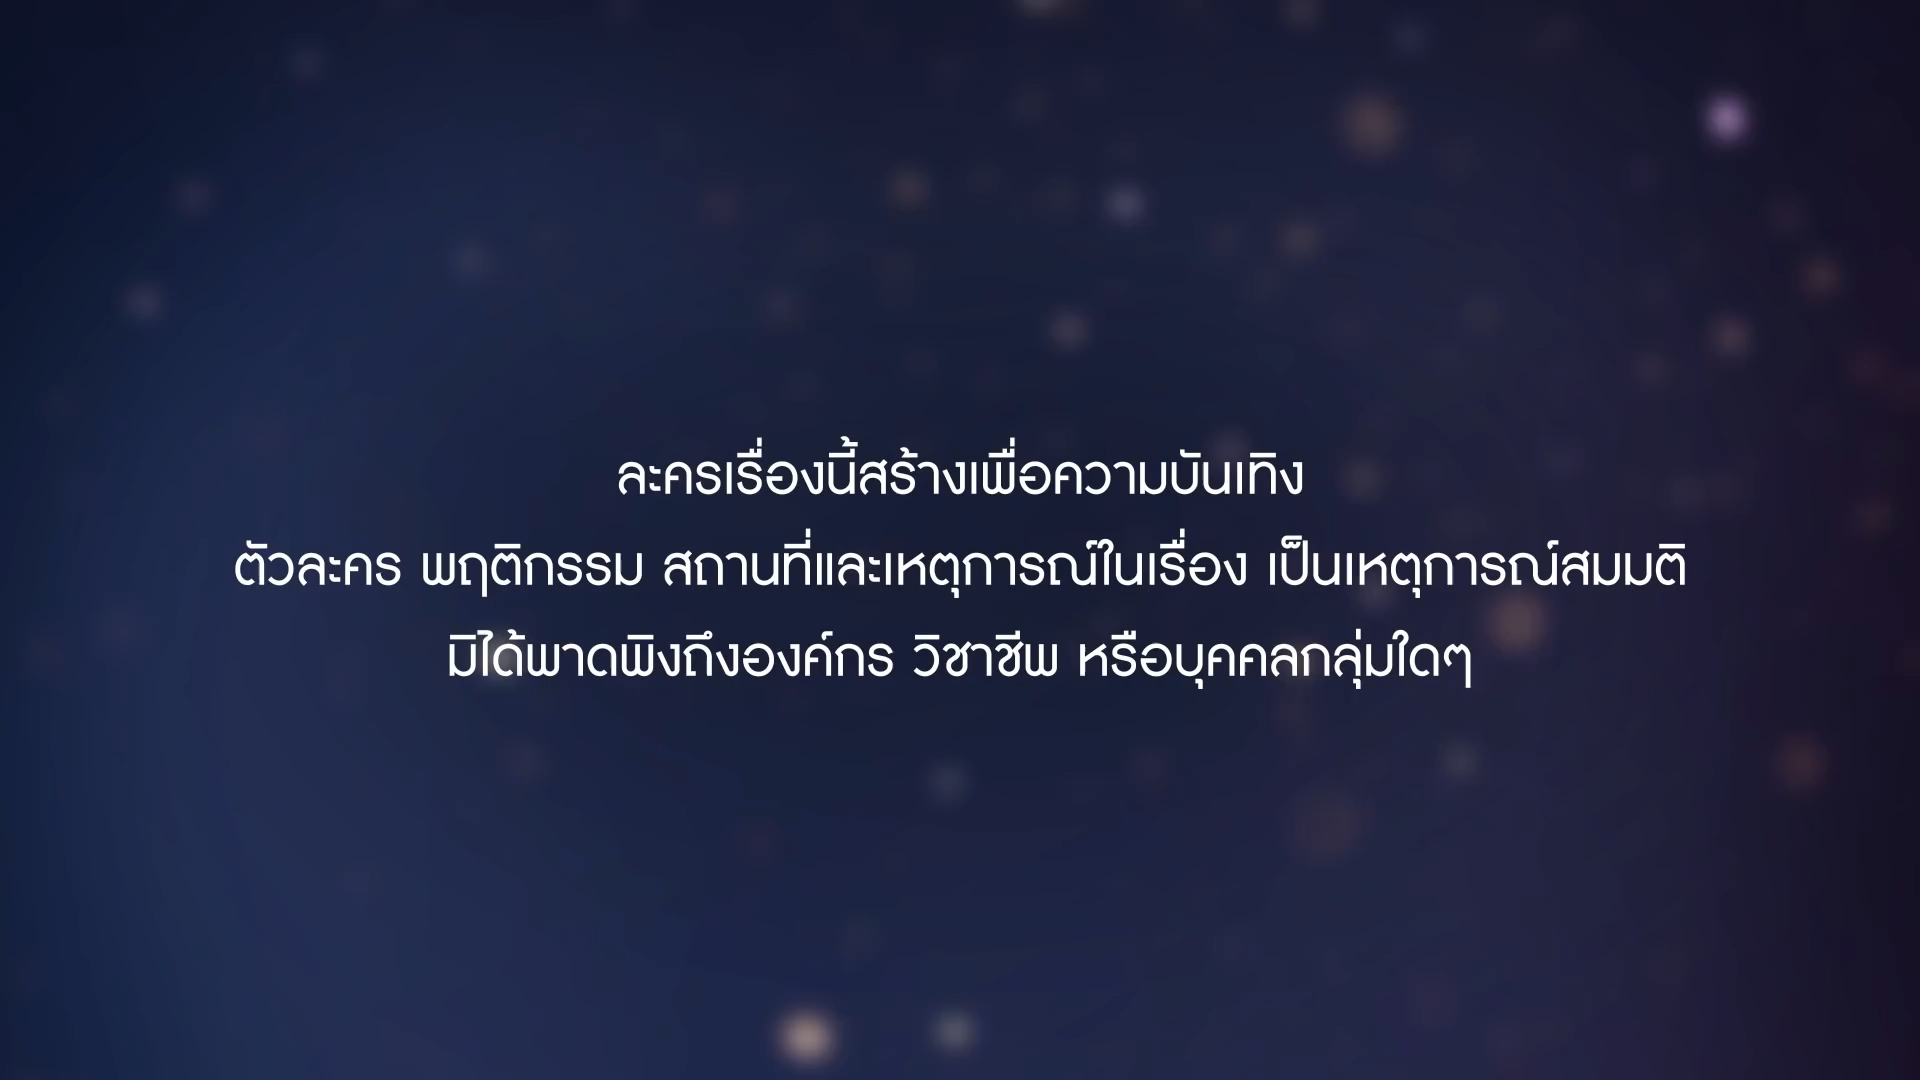 ละครเรื่องนี้สร้างเพื่อความบันเทิง
ตัวละคร พฤติกรรม สถานที่และเหตุการณ์ในเรื่อง เป็นเหตุการณ์สมมติ
มิได้พาดพิงถึงองค์กร วิชาชีพ หรือบุคคลกลุ่มใดๆ